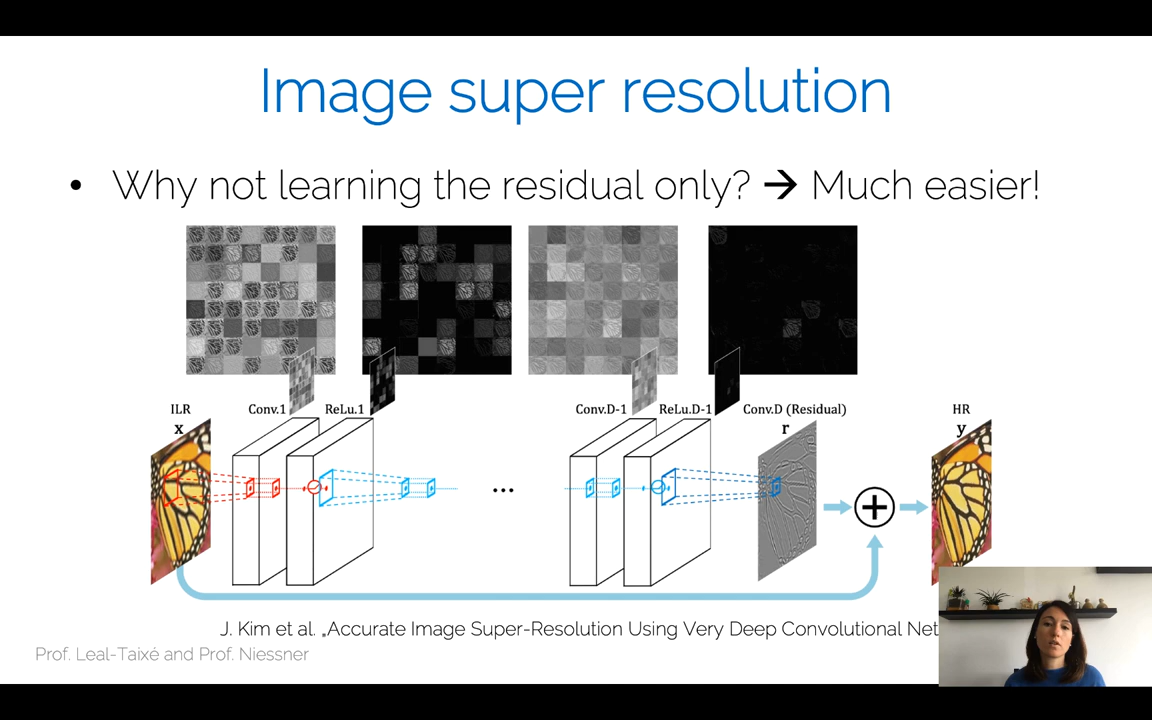 Image super resolution
• Why not learning the residual only? → Much easier!
ILR
x
Conv.1
ReLu.1
...
Conv.D-1
ReLu.D-1
Conv.D (Residual)
r
HR
y
J. Kim et al. „Accurate Image Super-Resolution Using Very Deep Convolutional Net
Prof. Leal-Taixé and Prof. Niessner